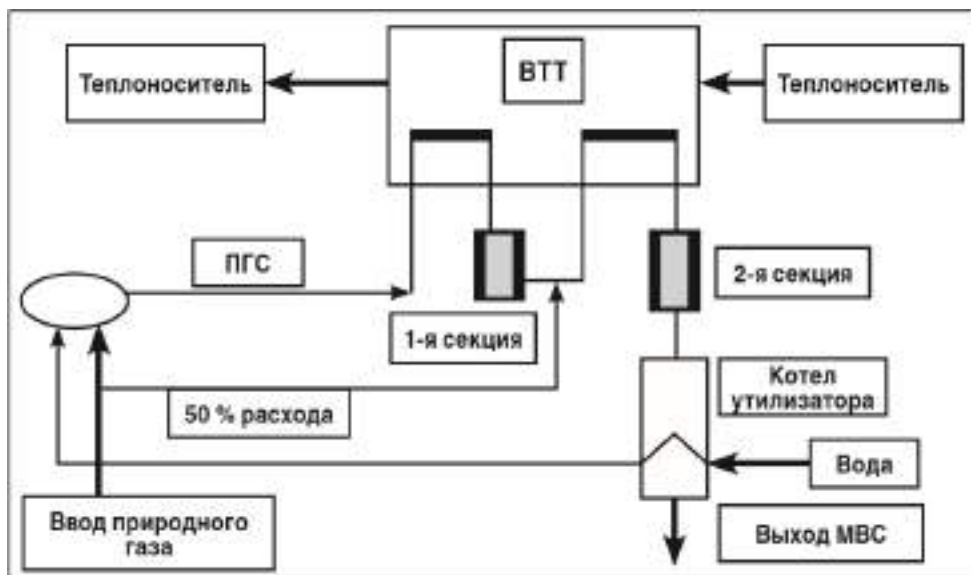 Теплоноситель
ВТТ
Теплоноситель
ПГС
1-я секция
2-я секция
50 % расхода
Котел
утилизатора
Вода
Ввод природного
газа
Выход МВС